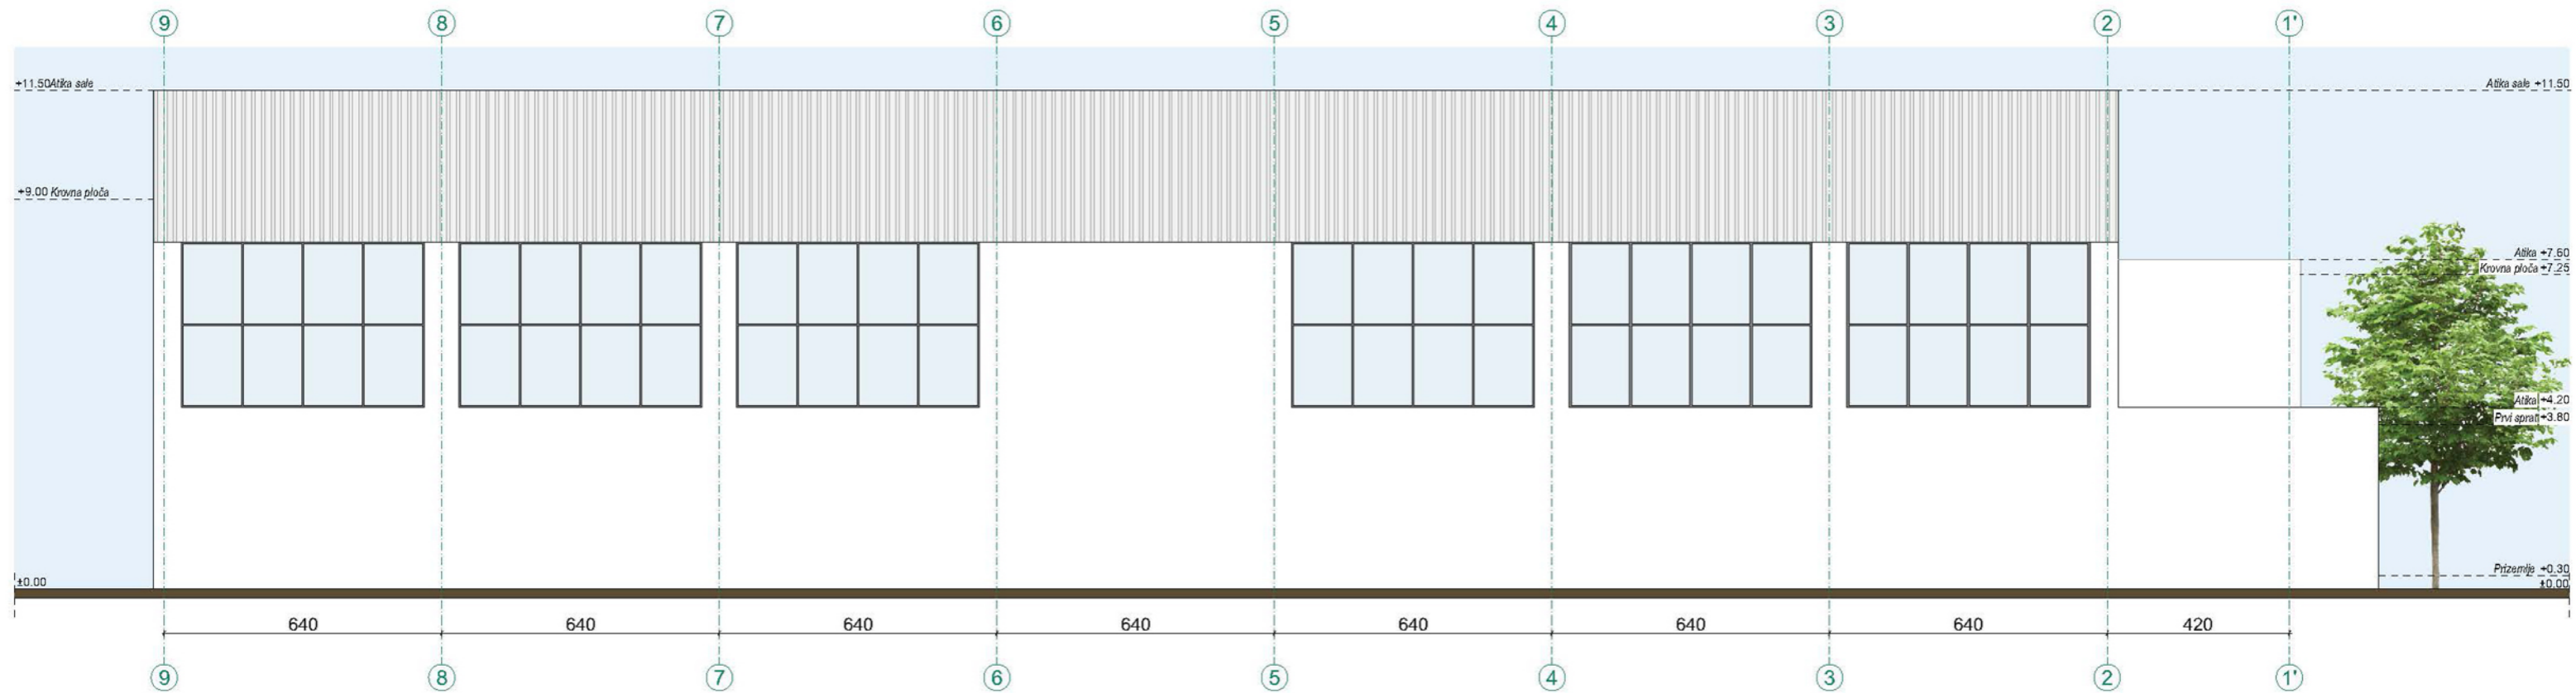 9 8 7 6 5 4 3 2 1'
+11.50Atika sale
Atika sale +11.50
+9.00 Krovna ploča
Atika +7.60
Krovna ploča +7.25
Atika +4.20
Prvi sprat +3.80
Prizemlje +0.30
±0.00
±0.00
640 640 640 640 640 640 640 420
9 8 7 6 5 4 3 2 1'